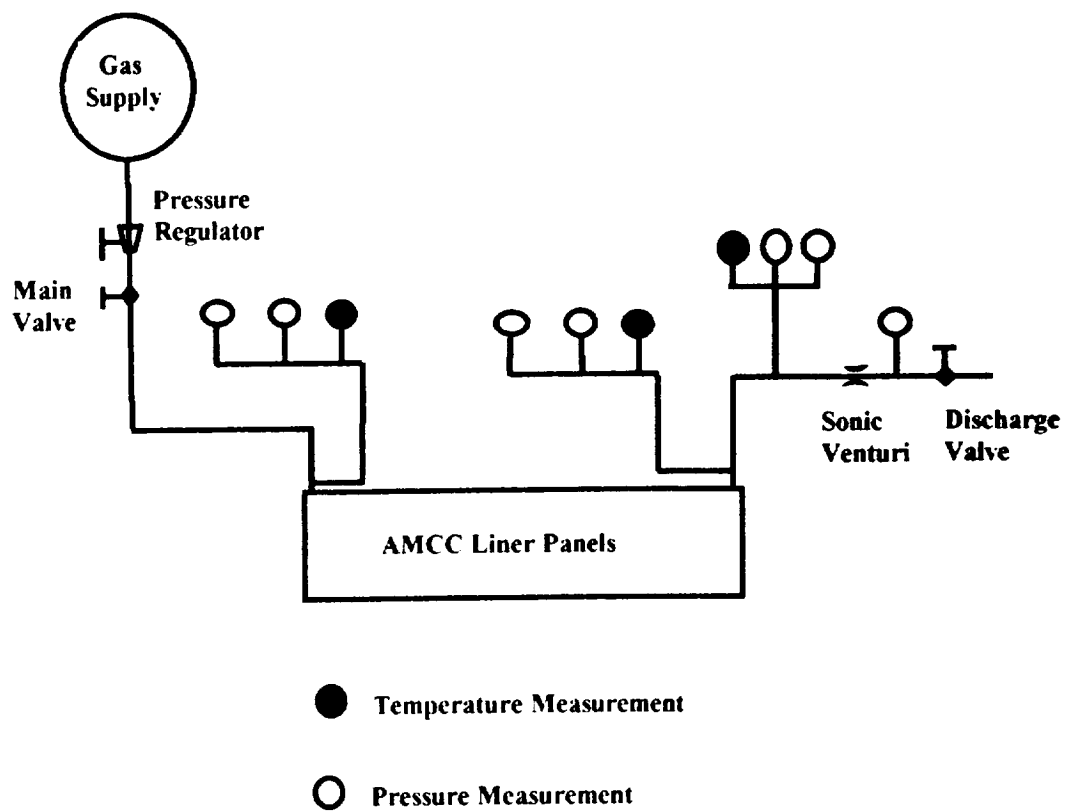 Gas
Supply
Pressure
Regulator
Main
Valve
Sonic
Venturi
Discharge
Valve
AMCC Liner Panels
Temperature Measurement
Pressure Measurement